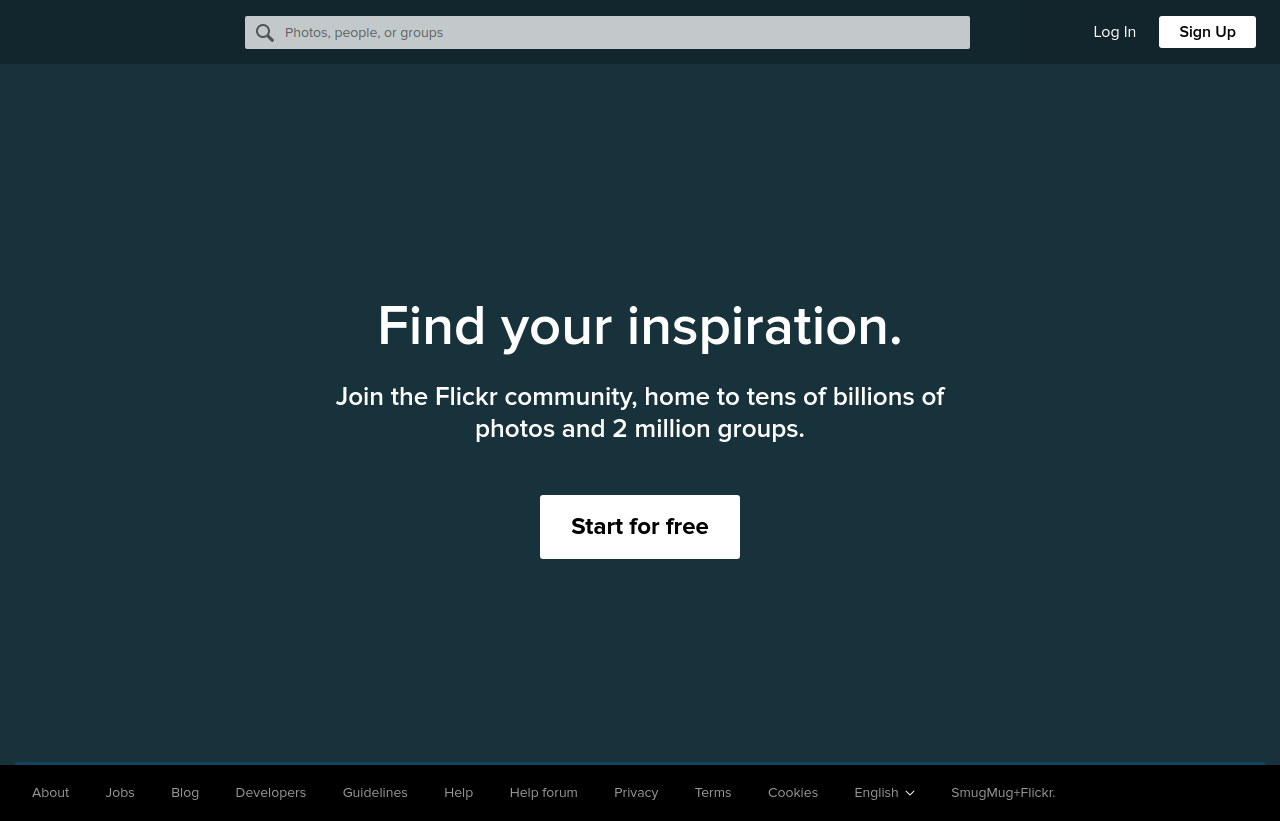 Photos, people, or groups
Log In
Sign Up
Find your inspiration.
Join the Flickr community, home to tens of billions of
photos and 2 million groups.
Start for free
About Jobs Blog Developers Guidelines Help Help forum Privacy Terms Cookies English SmugMug+Flickr.